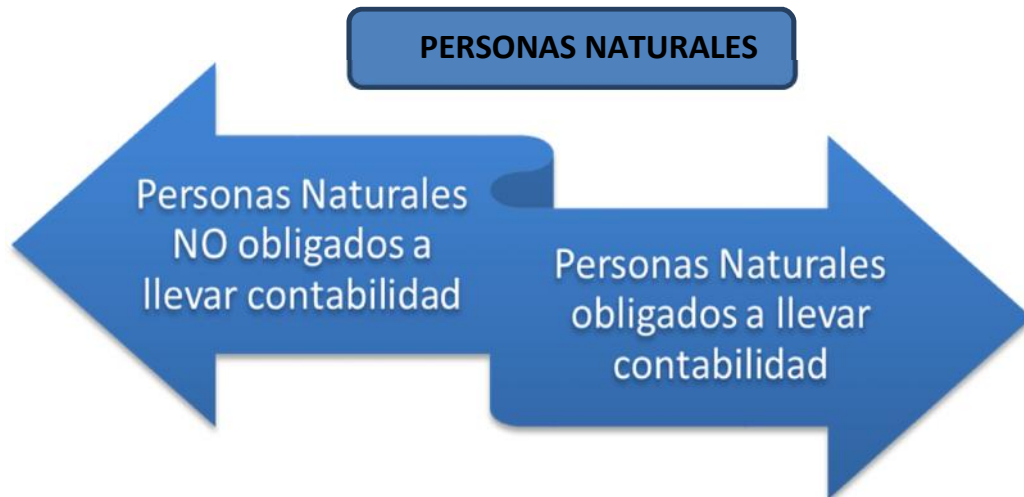 PERSONAS NATURALES
Personas Naturales
NO obligados a
llevar contabilidad
Personas Naturales
obligados a llevar
contabilidad